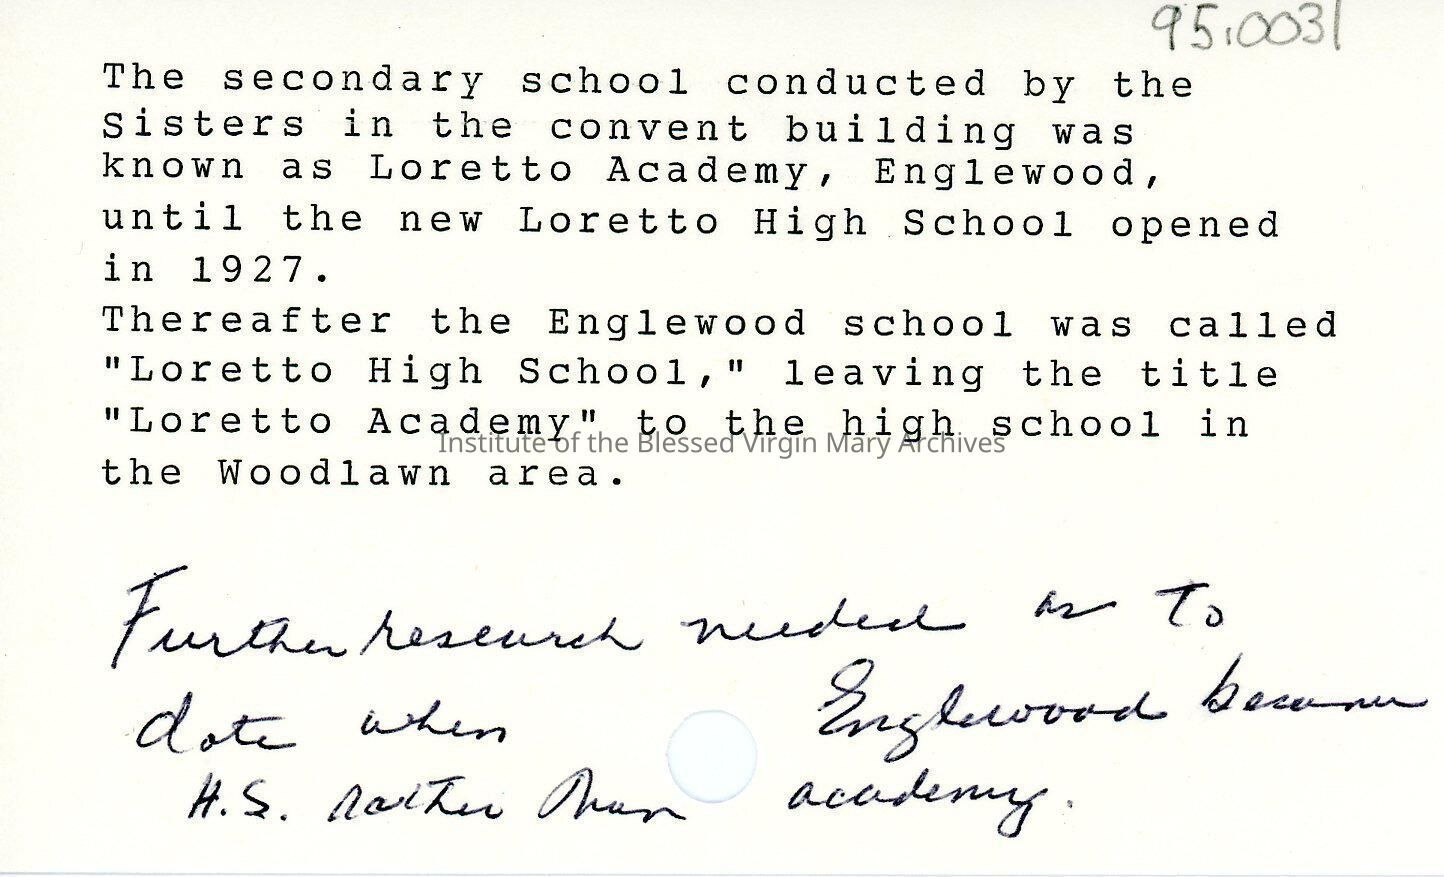 95.0031
The secondary school conducted by the
Sisters in the convent building was
known as Loretto Academy, Englewood,
until the new Loretto High School opened
in 1927.
Thereafter the Englewood school was called
"Loretto High School," leaving the title
"Loretto Academy" to the high school in
Institute of the Blessed Virgin Mary Archives
the Woodlawn area.
Further research needed as to
date when Englewood became
H.S. rather than academy.